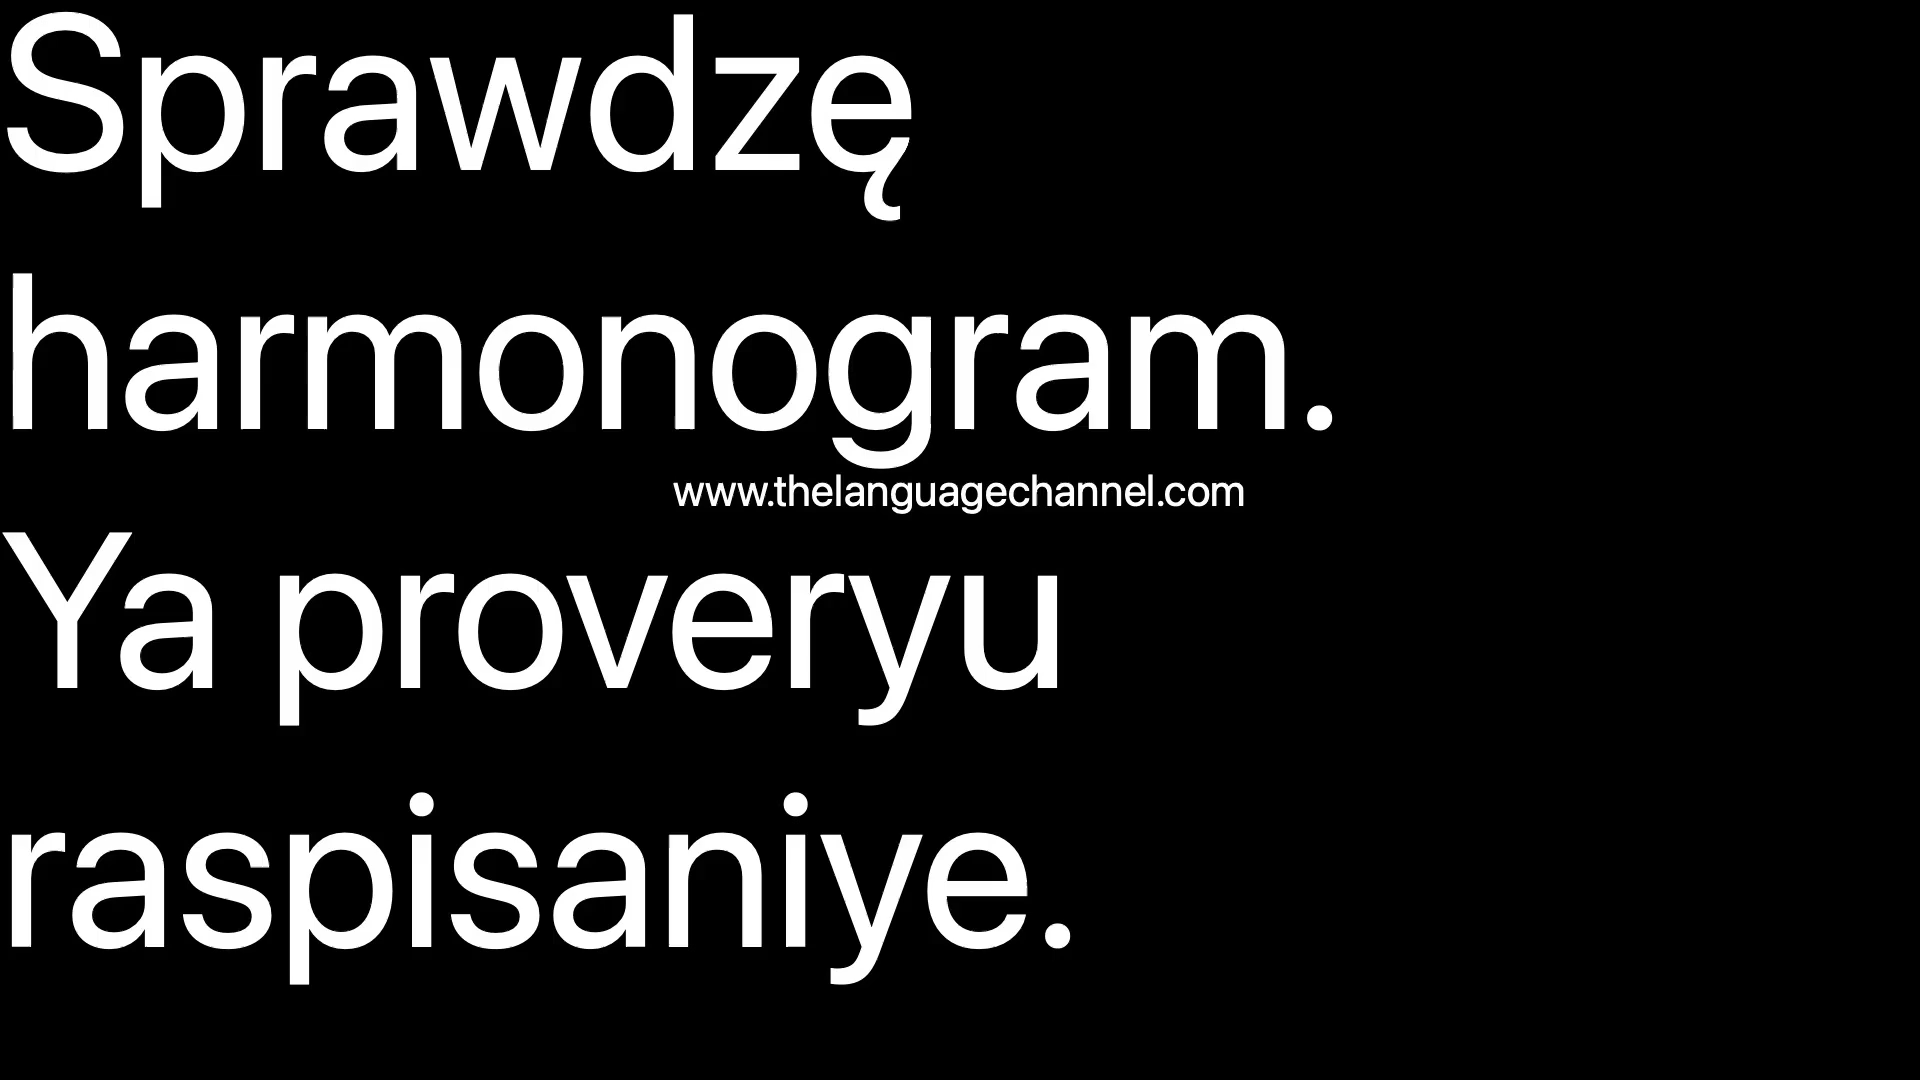 Sprawdzę
harmonogram.
www.thelanguagechannel.com
Ya proveryu
raspisaniye.